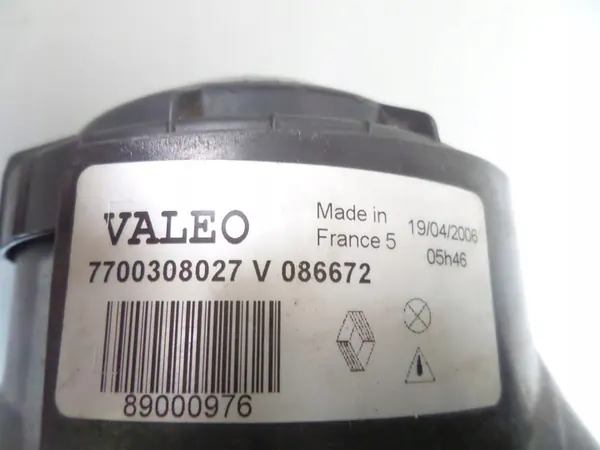 VALEO
Made in
France 5
19/04/2006
05h46
7700308027 V 086672
89000976